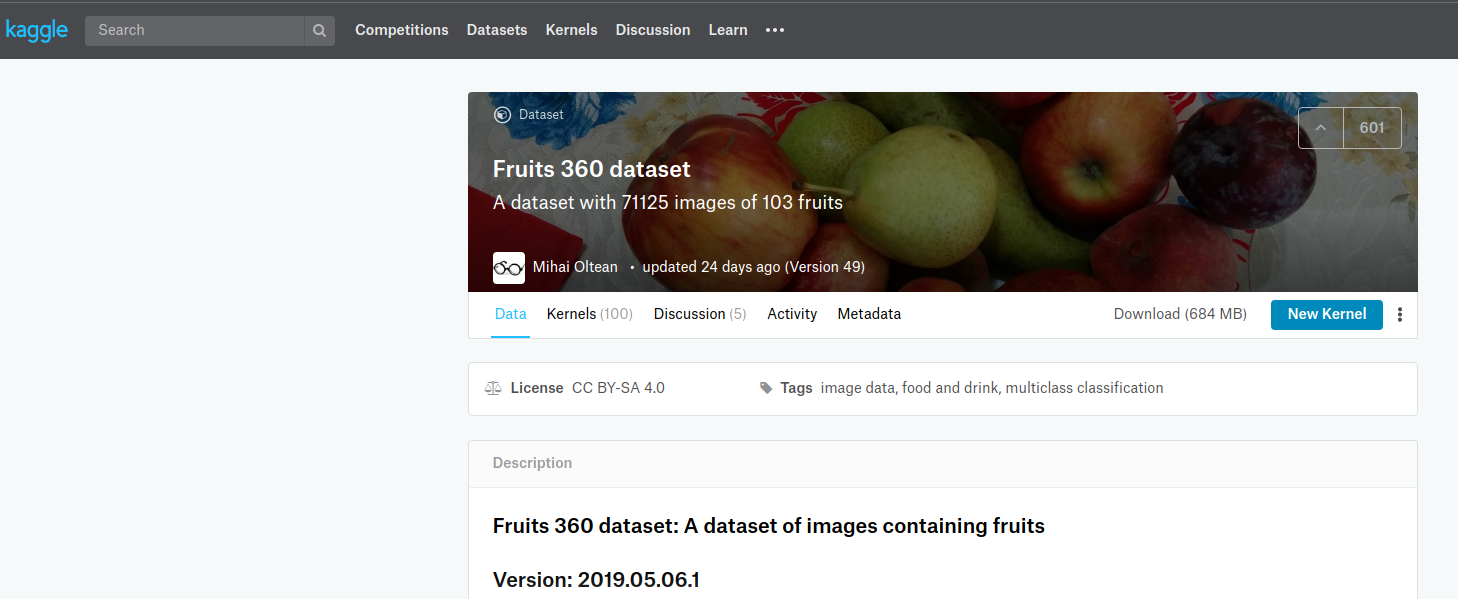 kaggle Search Competitions Datasets Kernels Discussion Learn
Dataset
601
Fruits 360 dataset
A dataset with 71125 images of 103 fruits
Mihai Oltean • updated 24 days ago (Version 49)
Data Kernels (100) Discussion (5) Activity Metadata Download (684 MB) New Kernel
License CC BY-SA 4.0 Tags image data, food and drink, multiclass classification
Description
Fruits 360 dataset: A dataset of images containing fruits
Version: 2019.05.06.1